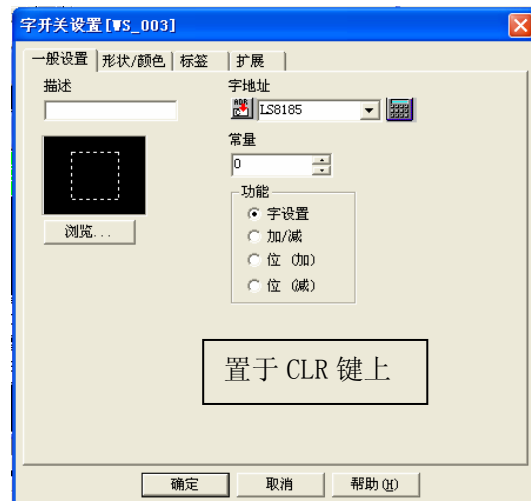 字开关设置[WS_003]
一般设置 形状/颜色 标签 扩展
描述 字地址
LS8185
常量
0
浏览...
功能
字设置
加/减
位 (加)
位 (减)
置于 CLR 键上
确定 取消 帮助(H)